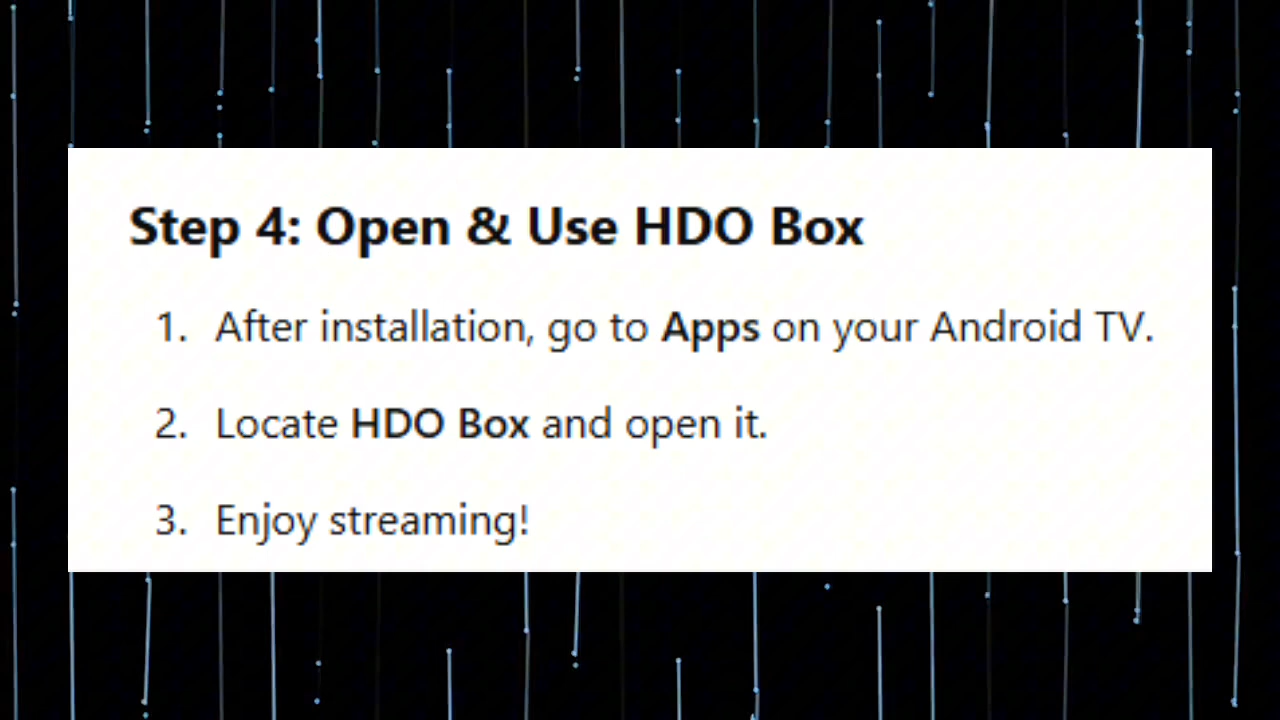 Step 4: Open & Use HDO Box
1. After installation, go to Apps on your Android TV.
2. Locate HDO Box and open it.
3. Enjoy streaming!